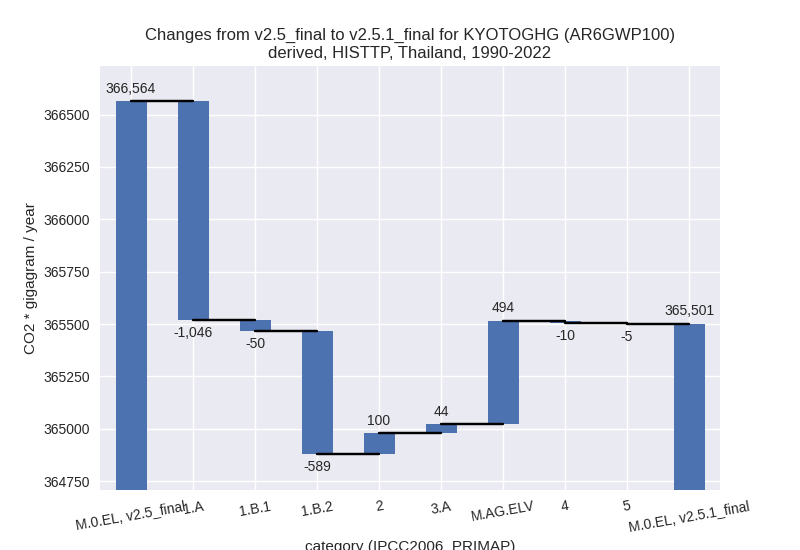 Changes from v2.5_final to v2.5.1_final for KYOTOGHG (AR6GWP100)
derived, HISTTP, Thailand, 1990-2022
366,564
366500
366250
366000
365750
365500
365250
365000
364750
CO2 * gigagram / year
-1,046
-50
-589
100
44
494
-10
-5
365,501
M.0.EL, v2.5_final
1.A
1.B.1
1.B.2
2
3.A
M.AG.ELV
4
5
M.0.EL, v2.5.1_final
category (IPCC2006_PRIMAP)